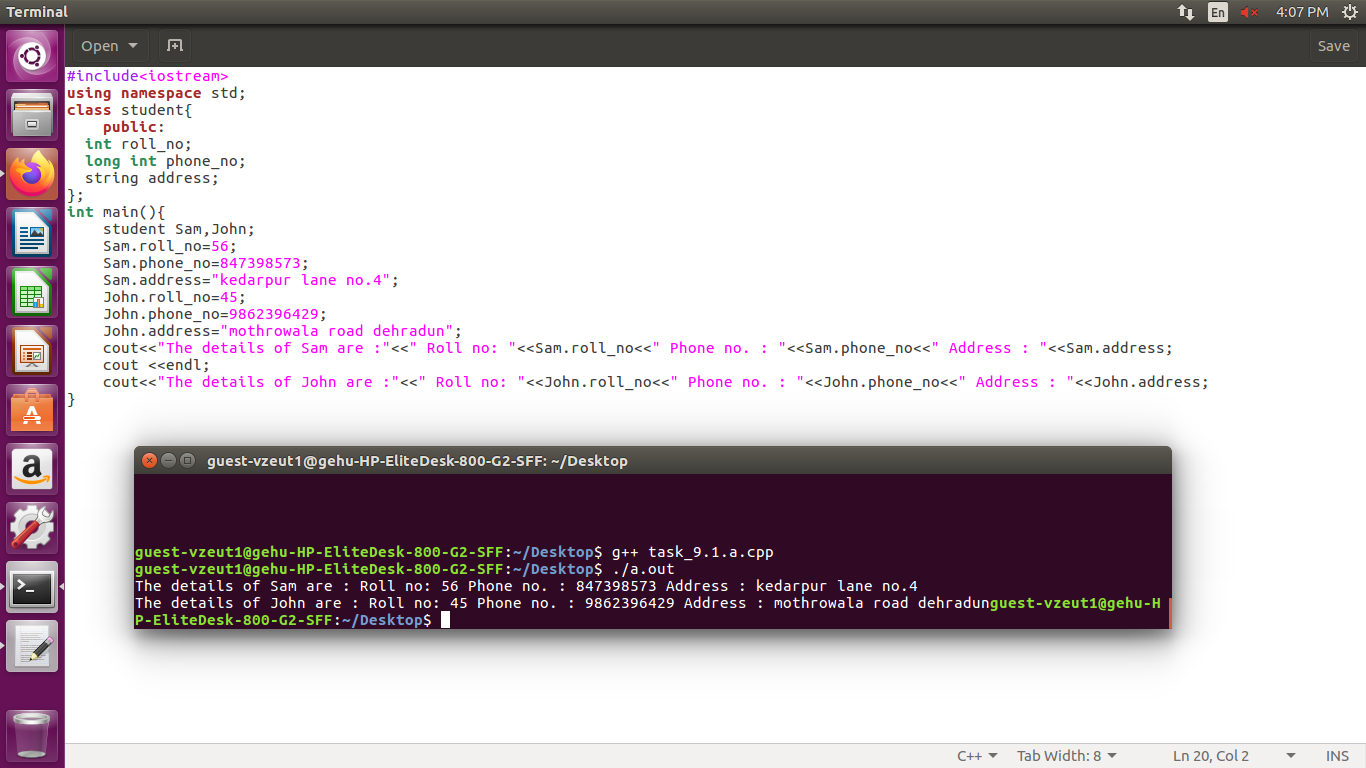 Terminal
En
4:07 PM
Open
Save
#include<iostream>
using namespace std;
class student{
    public:
  int roll_no;
  long int phone_no;
  string address;
};
int main(){
    student Sam,John;
    Sam.roll_no=56;
    Sam.phone_no=847398573;
    Sam.address="kedarpur lane no.4";
    John.roll_no=45;
    John.phone_no=9862396429;
    John.address="mothrowala road dehradun";
    cout<<"The details of Sam are :"<<" Roll no: "<<Sam.roll_no<<" Phone no. : "<<Sam.phone_no<<" Address : "<<Sam.address;
    cout <<endl;
    cout<<"The details of John are :"<<" Roll no: "<<John.roll_no<<" Phone no. : "<<John.phone_no<<" Address : "<<John.address;
}
guest-vzeut1@gehu-HP-EliteDesk-800-G2-SFF: ~/Desktop
guest-vzeut1@gehu-HP-EliteDesk-800-G2-SFF:~/Desktop$ g++ task_9.1.a.cpp
guest-vzeut1@gehu-HP-EliteDesk-800-G2-SFF:~/Desktop$ ./a.out
The details of Sam are : Roll no: 56 Phone no. : 847398573 Address : kedarpur lane no.4
The details of John are : Roll no: 45 Phone no. : 9862396429 Address : mothrowala road dehradunguest-vzeut1@gehu-H
P-EliteDesk-800-G2-SFF:~/Desktop$
C++
Tab Width: 8
Ln 20, Col 2
INS